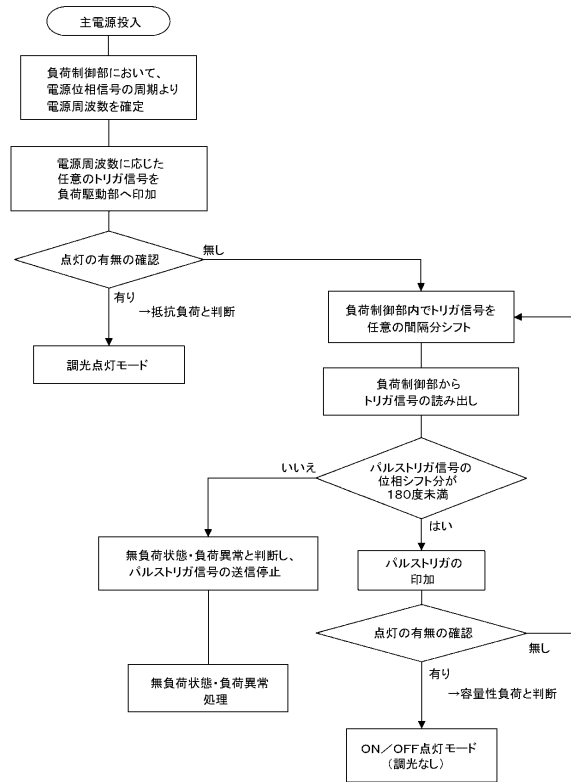 主電源投入
負荷制御部において、
電源位相信号の周期より
電源周波数を確定
電源周波数に応じた
任意のトリガ信号を
負荷駆動部へ印加
点灯の有無の確認
無し
有り
→抵抗負荷と判断
調光点灯モード
負荷制御部内でトリガ信号を
任意の間隔分シフト
負荷制御部から
トリガ信号の読み出し
パルストリガ信号の
位相シフト分が
180度未満
いいえ
はい
無負荷状態・負荷異常と判断し、
パルストリガ信号の送信停止
無負荷状態・負荷異常
処理
パルストリガの
印加
点灯の有無の確認
無し
有り
→容量性負荷と判断
ON/OFF点灯モード
(調光なし)